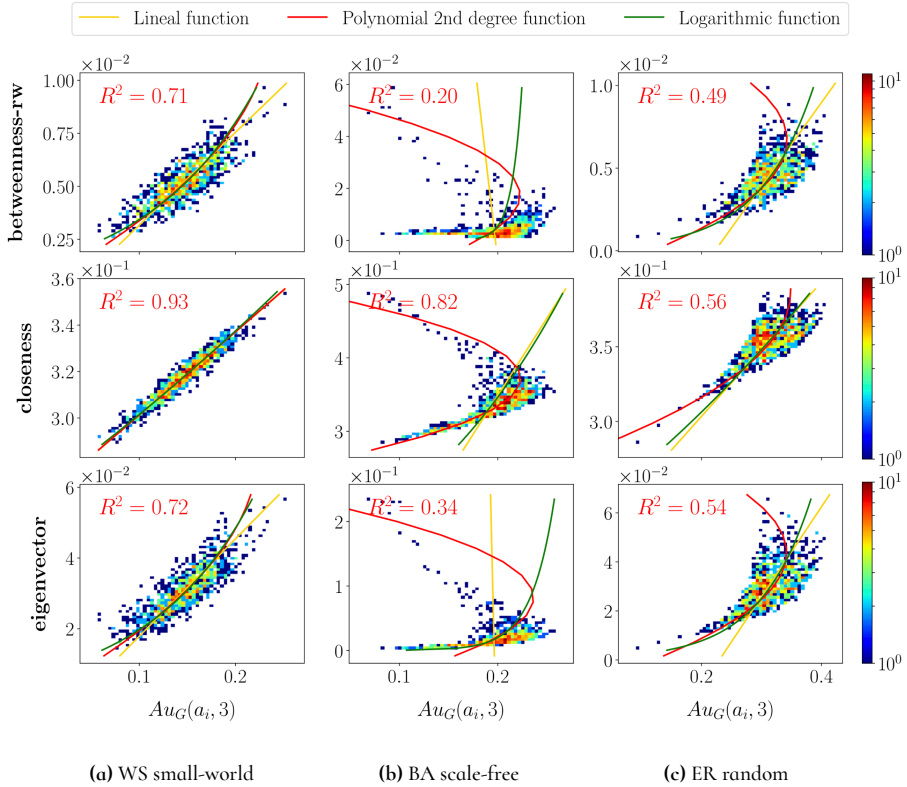 Lineal function Polynomial 2nd degree function Logarithmic function
×10⁻² ×10⁻² ×10⁻²
betweenness-rw
1.00 0.75 0.50 0.25
R² = 0.71
6 4 2 0
R² = 0.20
1.0 0.5 0.0
R² = 0.49
10¹ 10⁰
×10⁻¹ ×10⁻¹
closeness
3.6 3.4 3.2 3.0
R² = 0.93
5 4 3
R² = 0.82
3.5 3.0
R² = 0.56
10¹ 10⁰
×10⁻² ×10⁻¹ ×10⁻²
eigenvector
6 4 2
R² = 0.72
2 1 0
R² = 0.34
6 4 2 0
R² = 0.54
10¹ 10⁰
0.1 0.2 0.1 0.2 0.2 0.4
Au_G(a_i, 3) Au_G(a_i, 3) Au_G(a_i, 3)
(a) WS small-world (b) BA scale-free (c) ER random